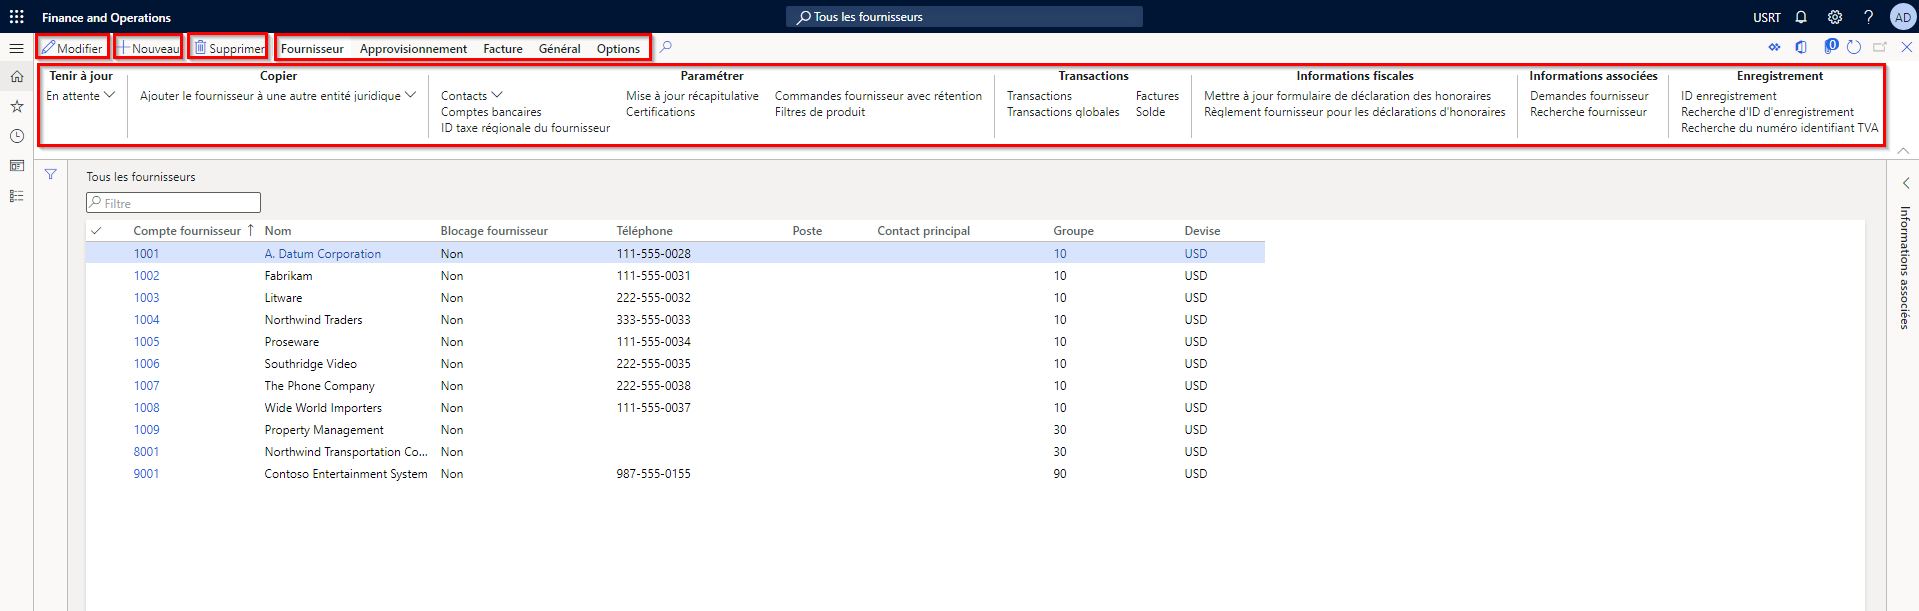 Finance and Operations
Tous les fournisseurs
USRT
AD
Modifier
Nouveau
Supprimer
Fournisseur Approvisionnement Facture Général Options
0
Tenir à jour
En attente
Copier
Ajouter le fournisseur à une autre entité juridique
Paramétrer
Contacts Mise à jour récapitulative Commandes fournisseur avec rétention
Comptes bancaires Certifications Filtres de produit
ID taxe régionale du fournisseur
Transactions
Transactions Factures
Transactions globales Solde
Informations fiscales
Mettre à jour formulaire de déclaration des honoraires
Règlement fournisseur pour les déclarations d'honoraires
Informations associées
Demandes fournisseur
Recherche fournisseur
Enregistrement
ID enregistrement
Recherche d'ID d'enregistrement
Recherche du numéro identifiant TVA
Tous les fournisseurs
Filtre
Compte fournisseur Nom Blocage fournisseur Téléphone Poste Contact principal Groupe Devise
1001 A. Datum Corporation Non 111-555-0028 10 USD
1002 Fabrikam Non 111-555-0031 10 USD
1003 Litware Non 222-555-0032 10 USD
1004 Northwind Traders Non 333-555-0033 10 USD
1005 Proseware Non 111-555-0034 10 USD
1006 Southridge Video Non 222-555-0035 10 USD
1007 The Phone Company Non 222-555-0038 10 USD
1008 Wide World Importers Non 111-555-0037 10 USD
1009 Property Management Non 30 USD
8001 Northwind Transportation Co... Non 30 USD
9001 Contoso Entertainment System Non 987-555-0155 90 USD
Informations associées